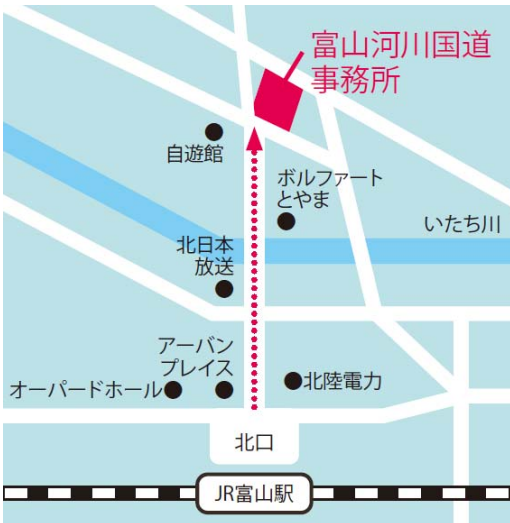 富山河川国道
事務所
自遊館
ボルファート
とやま
いたち川
北日本
放送
アーバン
プレイス
オーパードホール
北陸電力
北口
JR富山駅